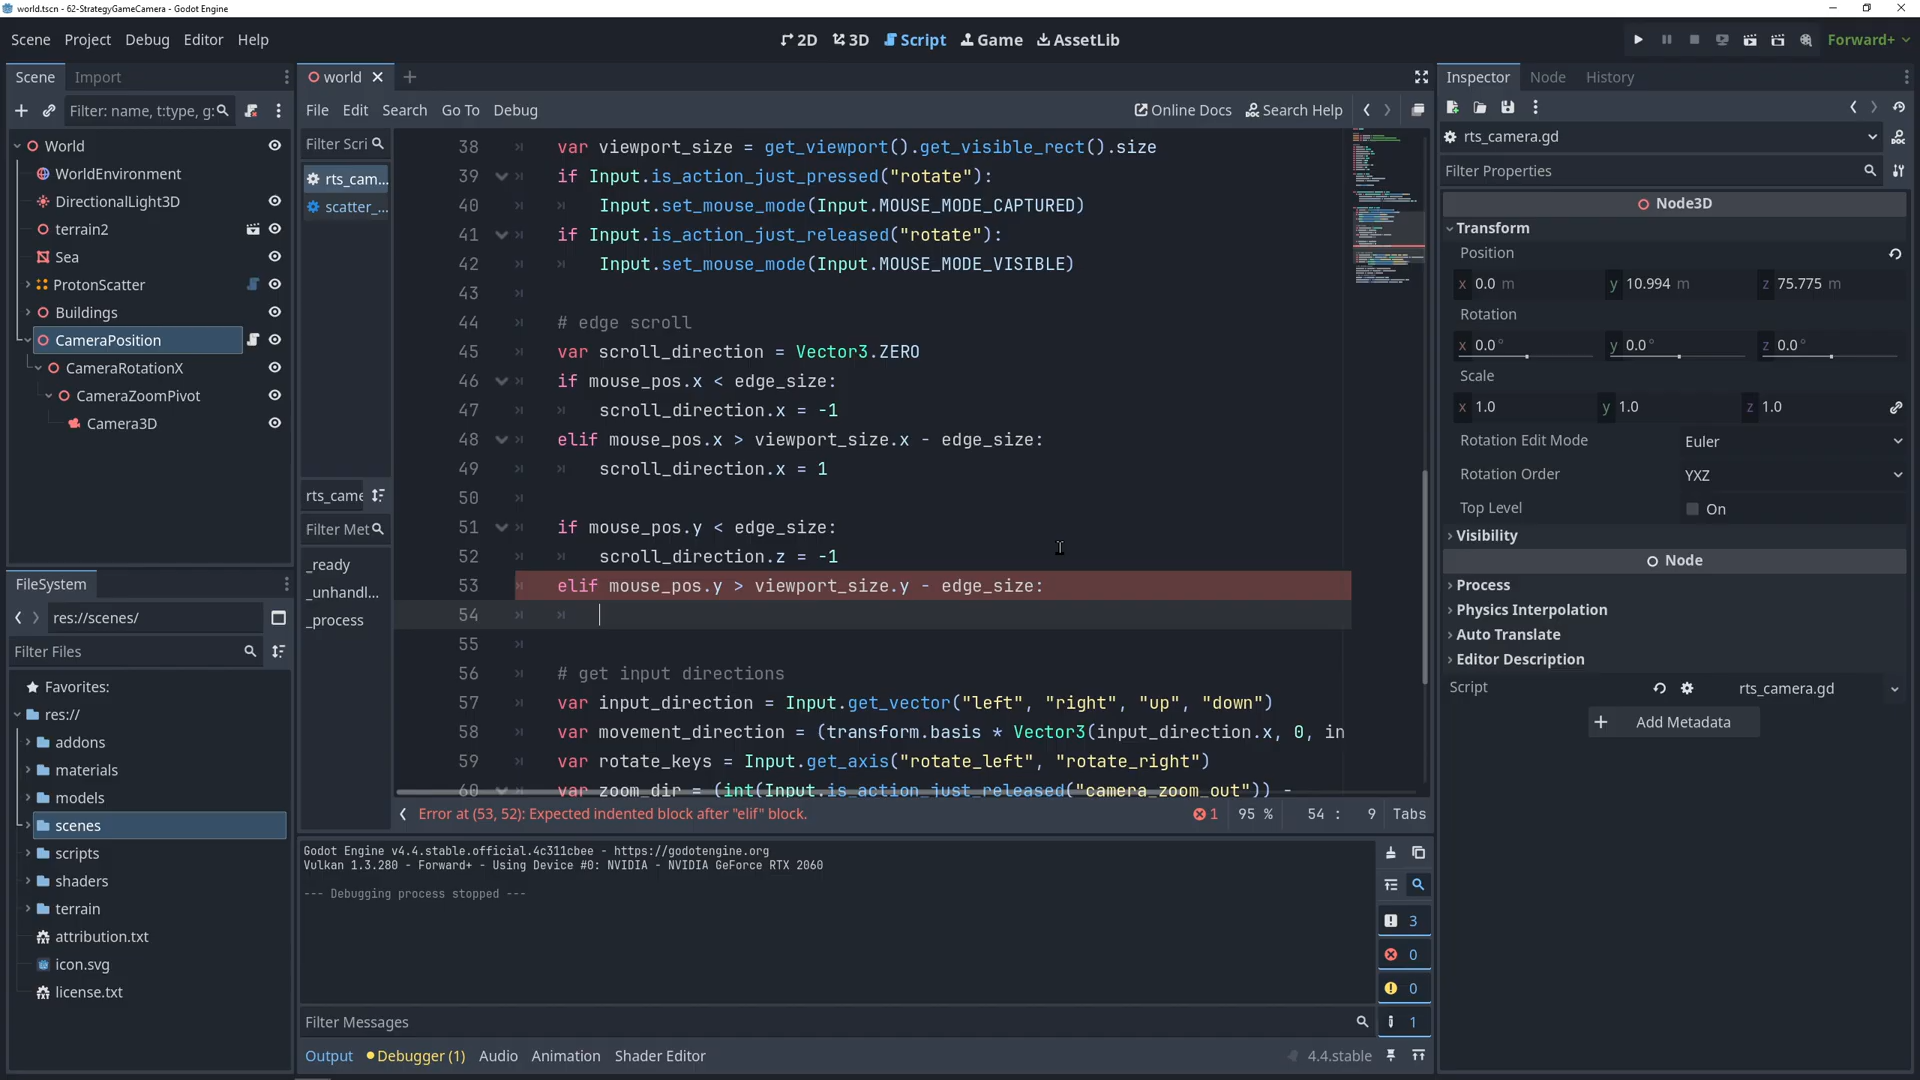 world.tscn - 62-StrategyGameCamera - Godot Engine
Scene Project Debug Editor Help
2D 3D Script Game AssetLib
Forward+
Scene Import
Filter: name, t:type, g:
World
WorldEnvironment
DirectionalLight3D
terrain2
Sea
ProtonScatter
Buildings
CameraPosition
CameraRotationX
CameraZoomPivot
Camera3D
FileSystem
res://scenes/
Filter Files
Favorites:
res://
addons
materials
models
scenes
scripts
shaders
terrain
attribution.txt
icon.svg
license.txt
world
File Edit Search Go To Debug
Online Docs Search Help
Filter Scri
rts_cam...
scatter_...
rts_came
Filter Met
_ready
_unhandl...
_process
38 var viewport_size = get_viewport().get_visible_rect().size
39 if Input.is_action_just_pressed("rotate"):
40 Input.set_mouse_mode(Input.MOUSE_MODE_CAPTURED)
41 if Input.is_action_just_released("rotate"):
42 Input.set_mouse_mode(Input.MOUSE_MODE_VISIBLE)
43
44 # edge scroll
45 var scroll_direction = Vector3.ZERO
46 if mouse_pos.x < edge_size:
47 scroll_direction.x = -1
48 elif mouse_pos.x > viewport_size.x - edge_size:
49 scroll_direction.x = 1
50
51 if mouse_pos.y < edge_size:
52 scroll_direction.z = -1
53 elif mouse_pos.y > viewport_size.y - edge_size:
54
55
56 # get input directions
57 var input_direction = Input.get_vector("left", "right", "up", "down")
58 var movement_direction = (transform.basis * Vector3(input_direction.x, 0, in
59 var rotate_keys = Input.get_axis("rotate_left", "rotate_right")
60 var zoom_dir = (int(Input.is_action_just_released("camera_zoom_out")) -
Error at (53, 52): Expected indented block after "elif" block.
1 95 % 54 : 9 Tabs
Godot Engine v4.4.stable.official.4c311cbee - https://godotengine.org
Vulkan 1.3.280 - Forward+ - Using Device #0: NVIDIA - NVIDIA GeForce RTX 2060
--- Debugging process stopped ---
3
0
0
1
Filter Messages
Output Debugger (1) Audio Animation Shader Editor
4.4.stable
Inspector Node History
rts_camera.gd
Filter Properties
Node3D
Transform
Position
x 0.0 m y 10.994 m z 75.775 m
Rotation
x 0.0 ° y 0.0 ° z 0.0 °
Scale
x 1.0 y 1.0 z 1.0
Rotation Edit Mode Euler
Rotation Order YXZ
Top Level On
Visibility
Node
Process
Physics Interpolation
Auto Translate
Editor Description
Script rts_camera.gd
Add Metadata